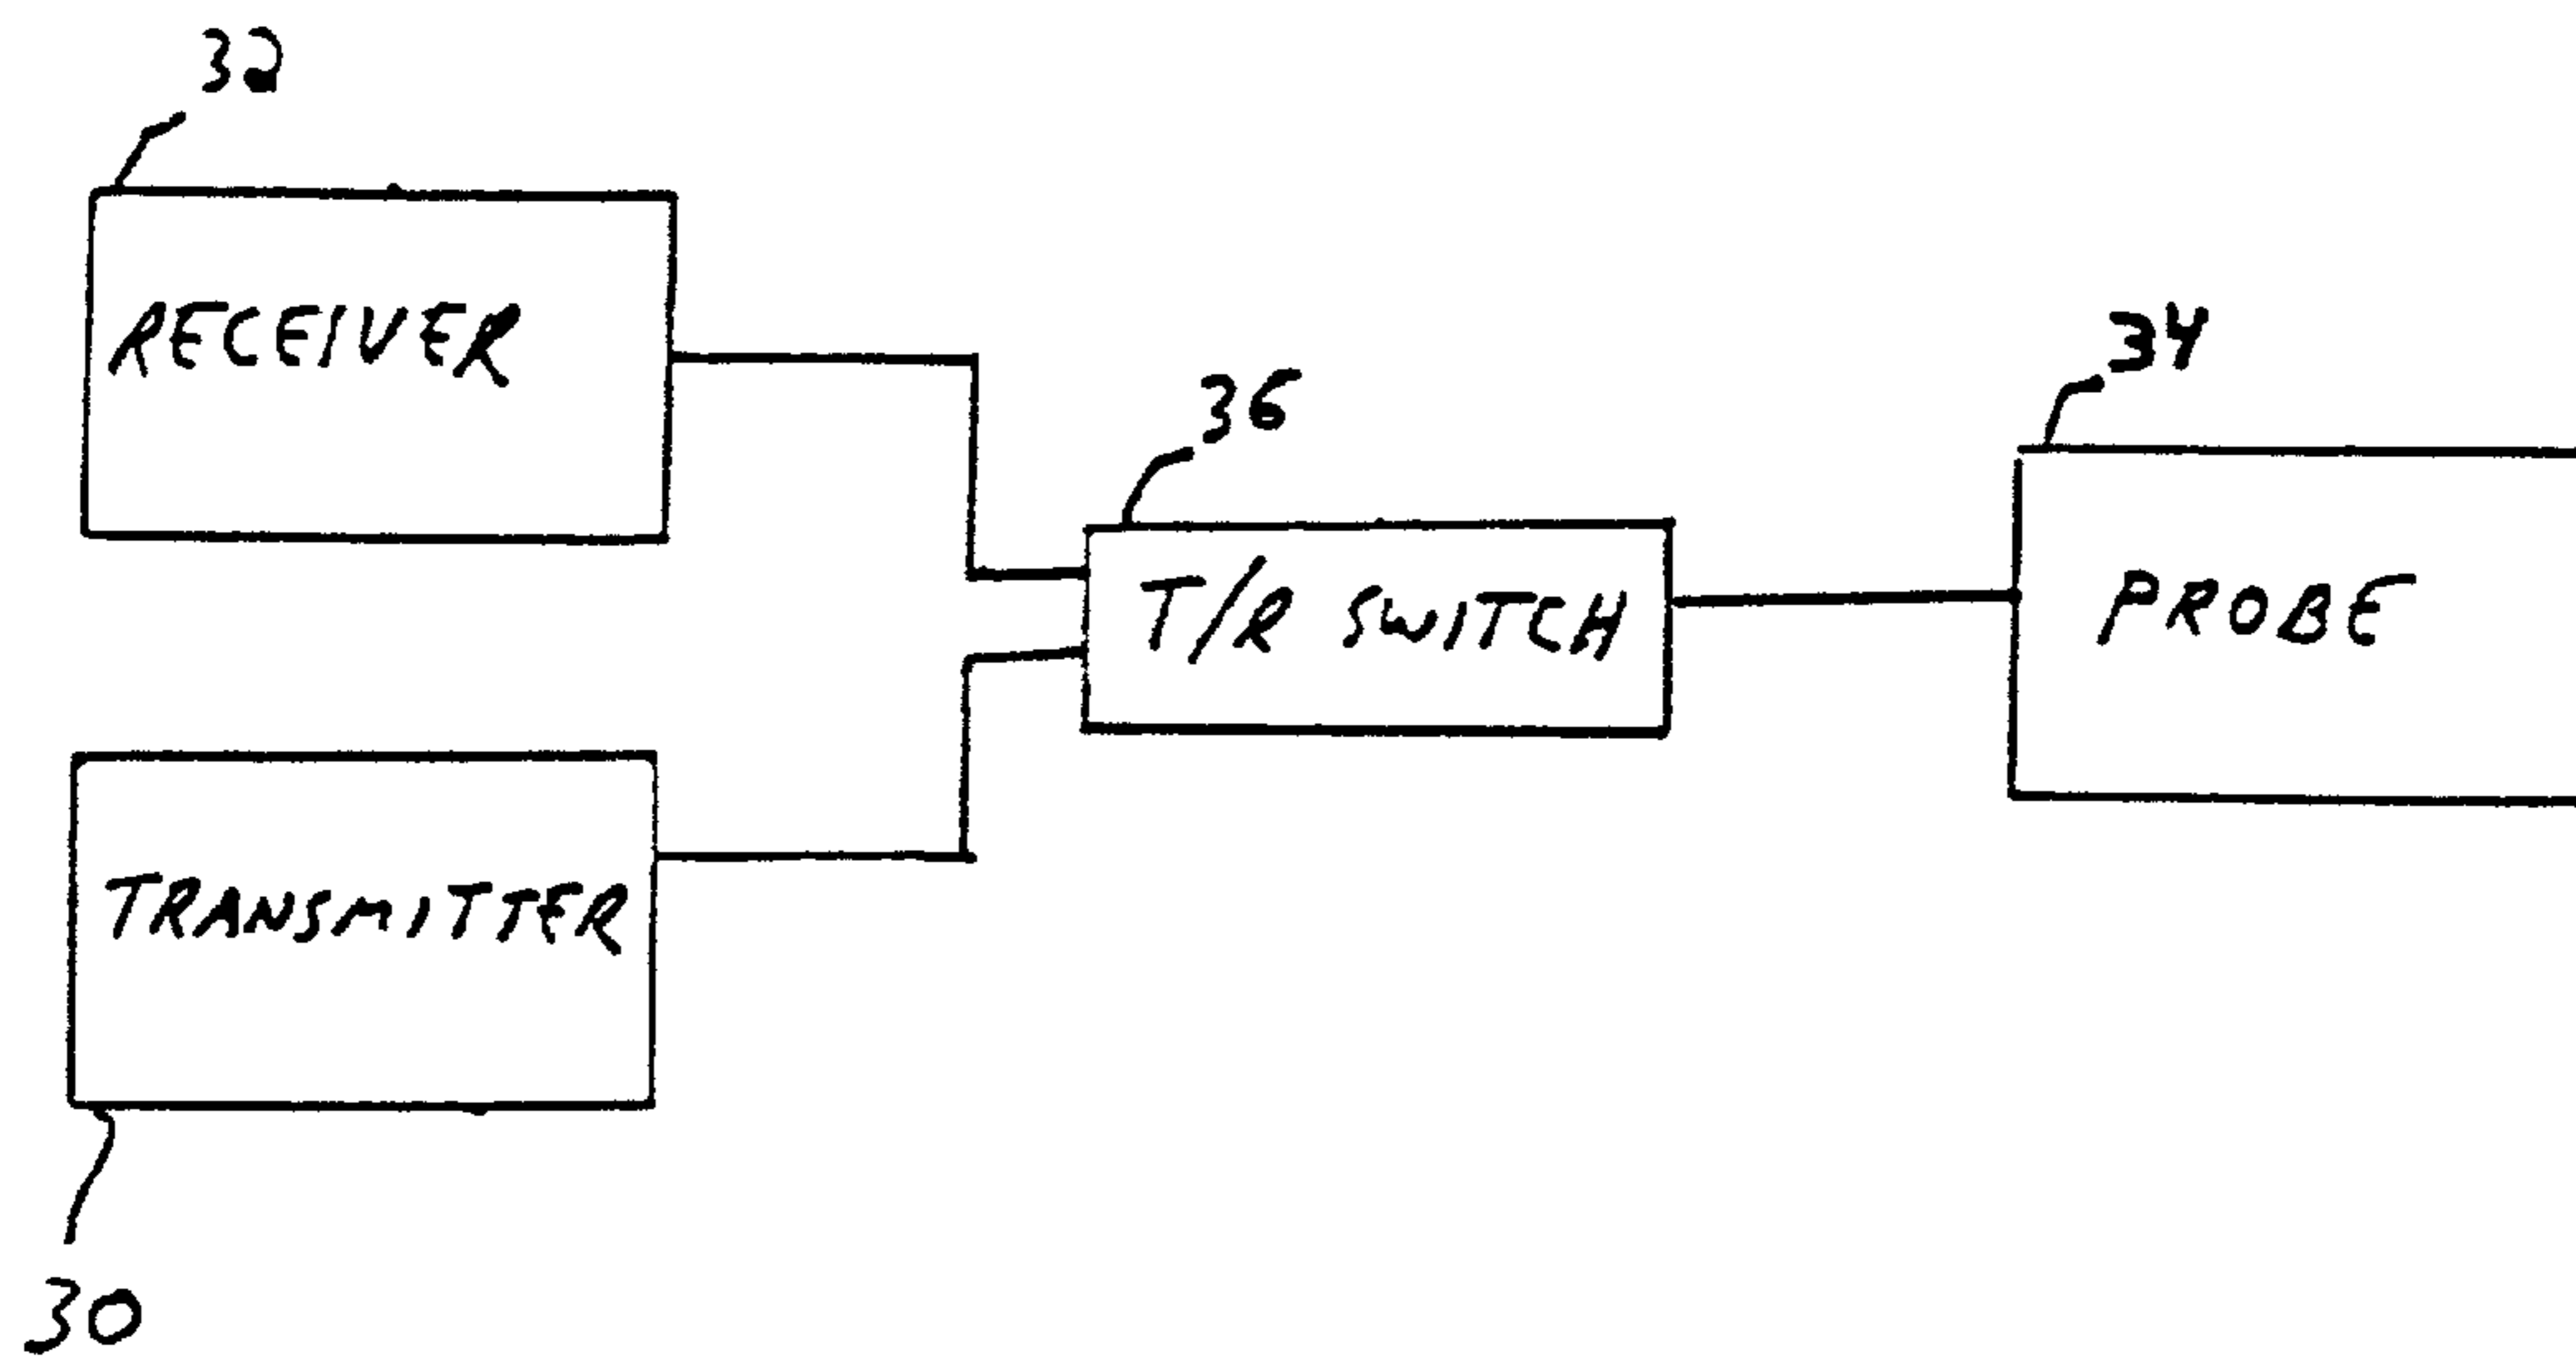 32
RECEIVER
36
T/R SWITCH
34
PROBE
TRANSMITTER
30